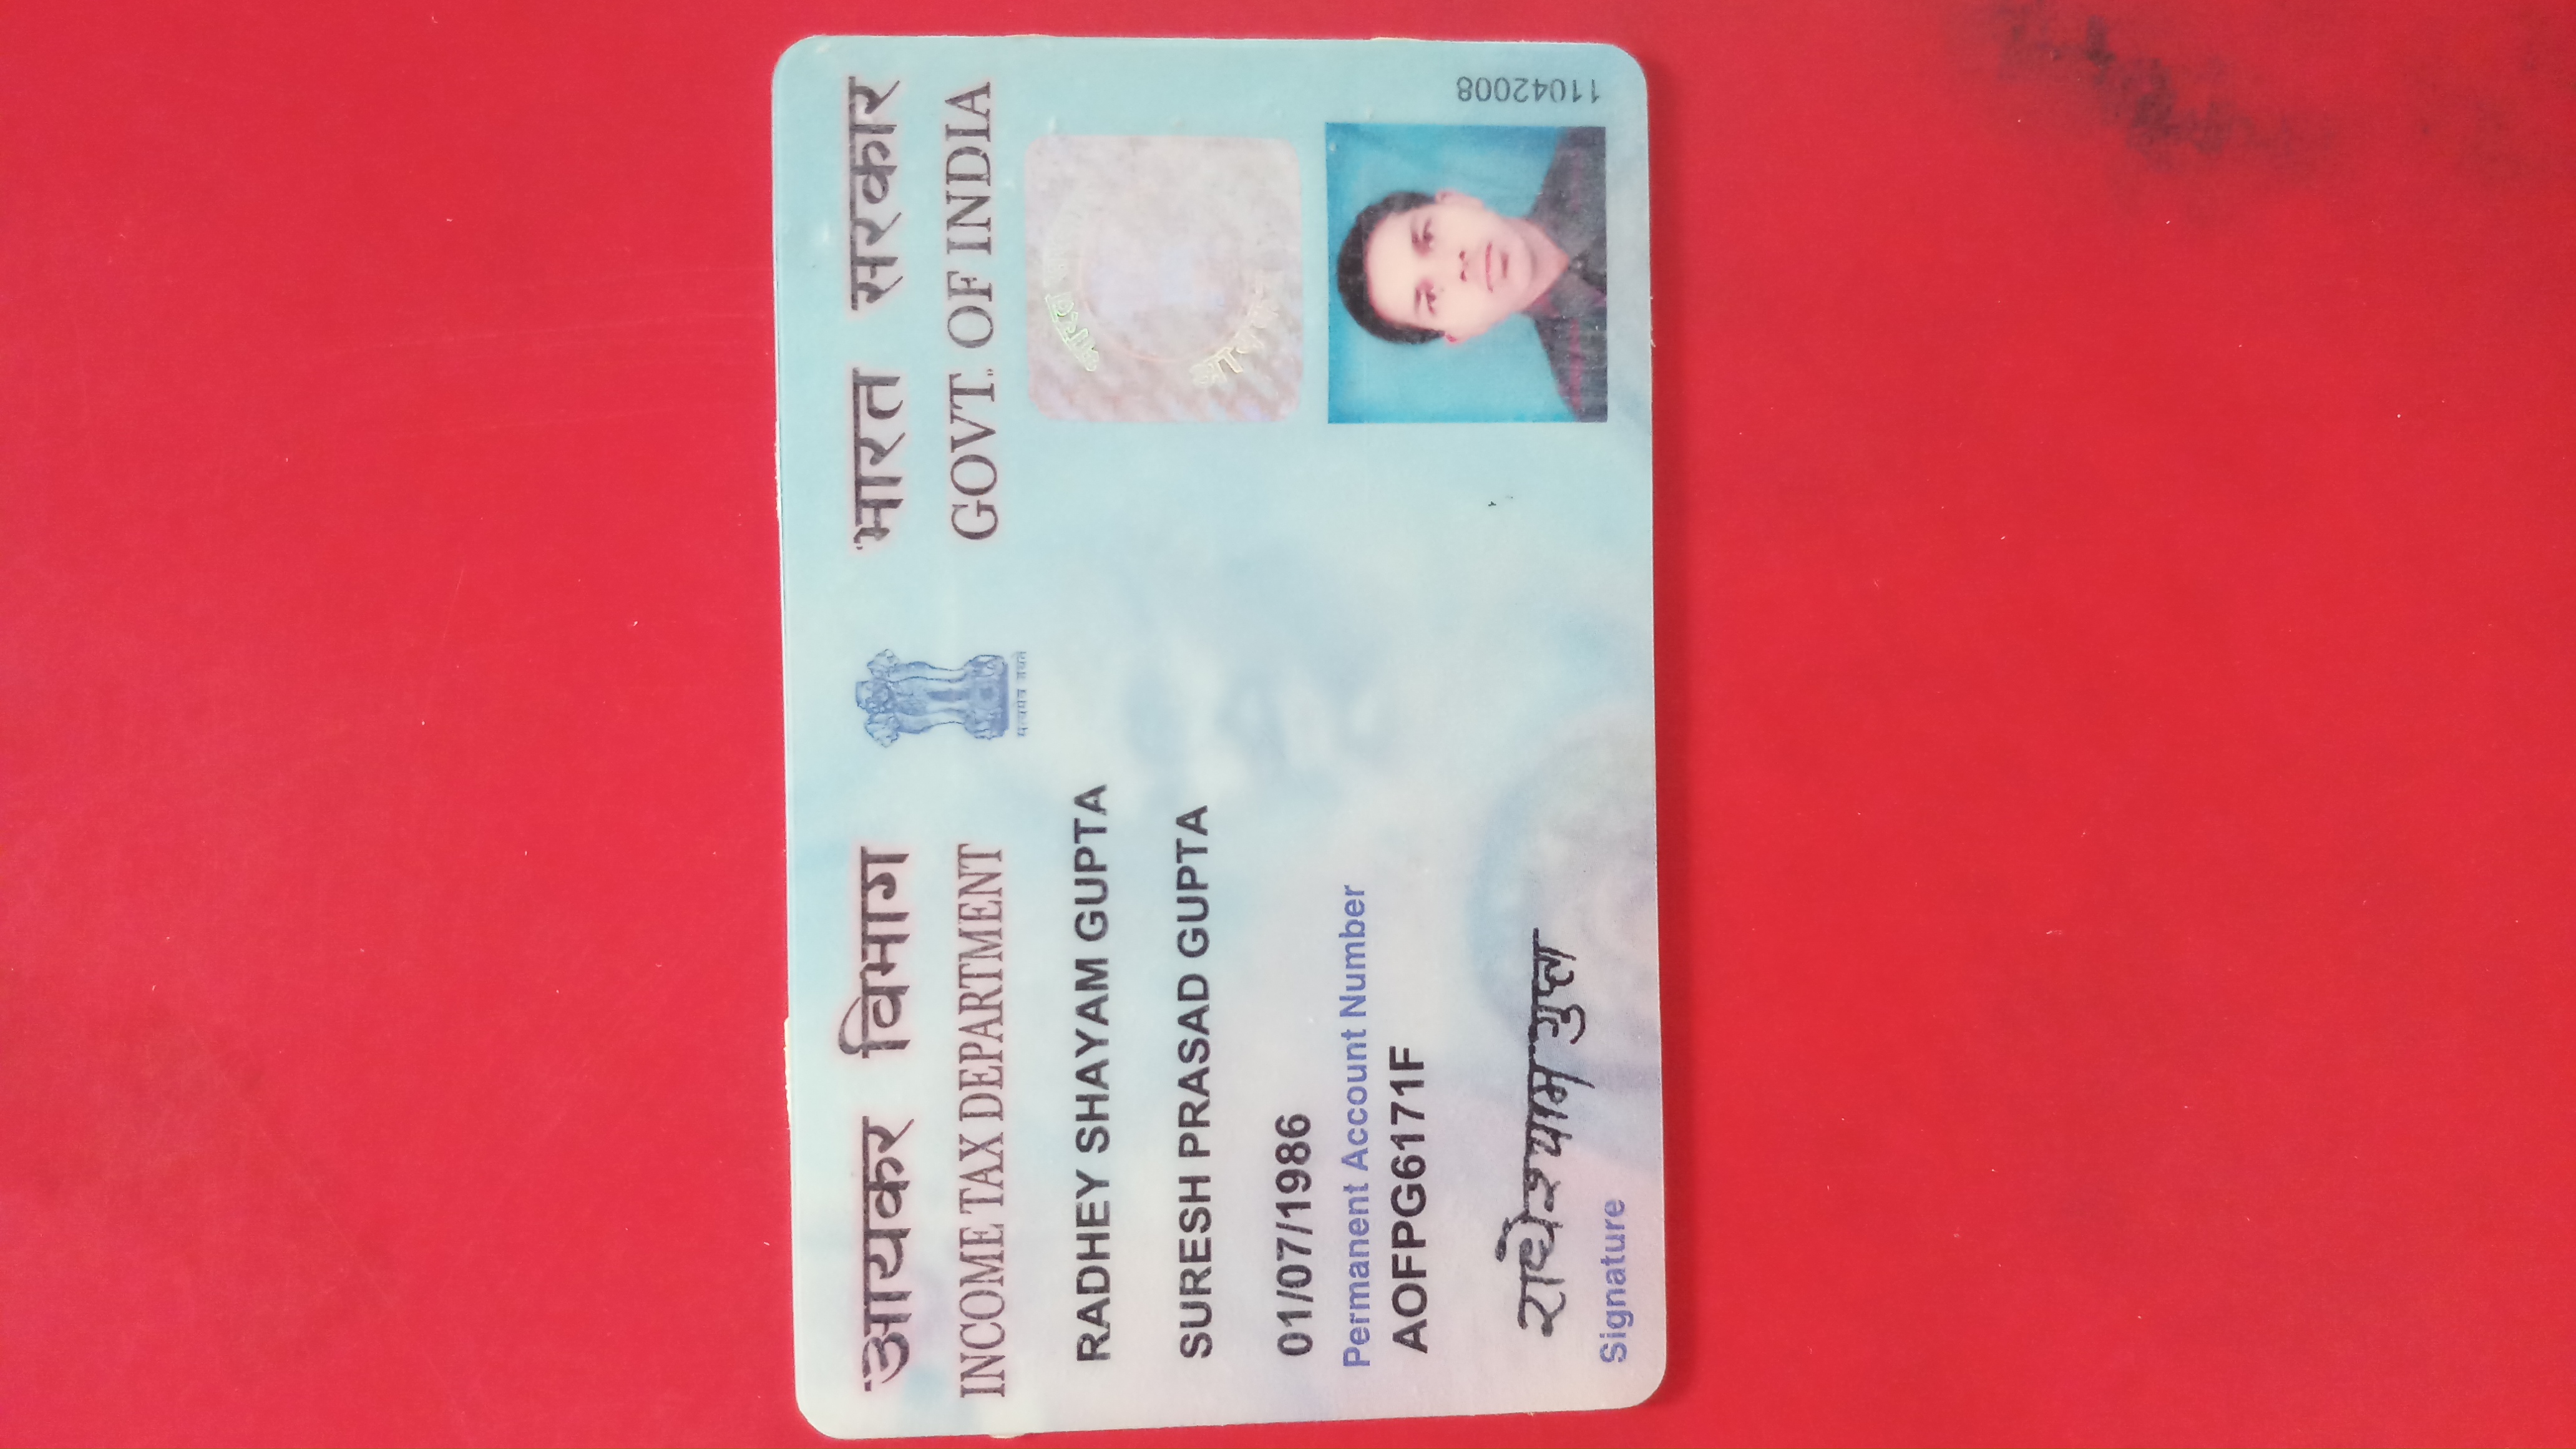 आयकर विभाग
भारत सरकार
INCOME TAX DEPARTMENT
GOVT. OF INDIA
सत्यमेव जयते
RADHEY SHAYAM GUPTA
SURESH PRASAD GUPTA
01/07/1986
Permanent Account Number
AOFPG6171F
राधेश्याम गुप्ता
Signature
11042008
भारत